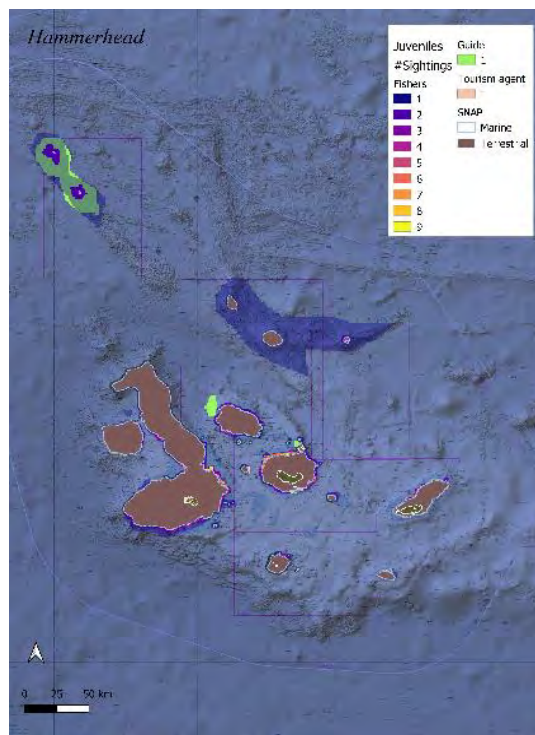 Hammerhead
Juveniles
#Sightings
Fishers
1
2
3
4
5
6
7
8
9
Guide
1
Tourism agent
SNAP
Marine
Terrestrial
0 25 50 km